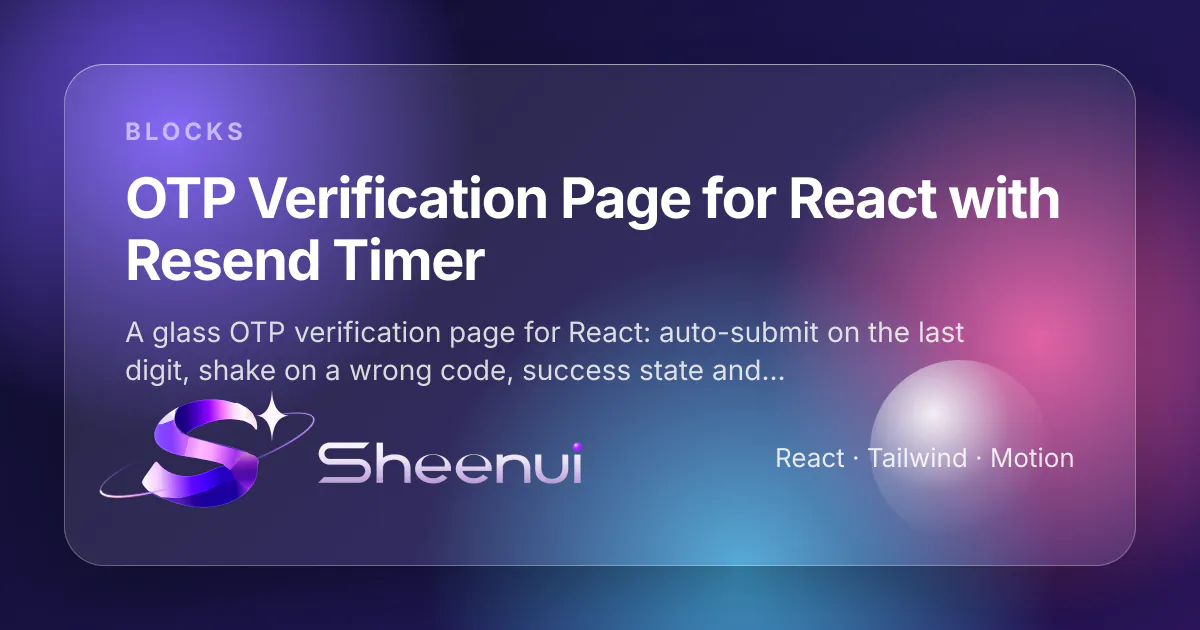 BLOCKS
OTP Verification Page for React with
Resend Timer
A glass OTP verification page for React: auto-submit on the last
digit, shake on a wrong code, success state and...
Sheenui
React · Tailwind · Motion